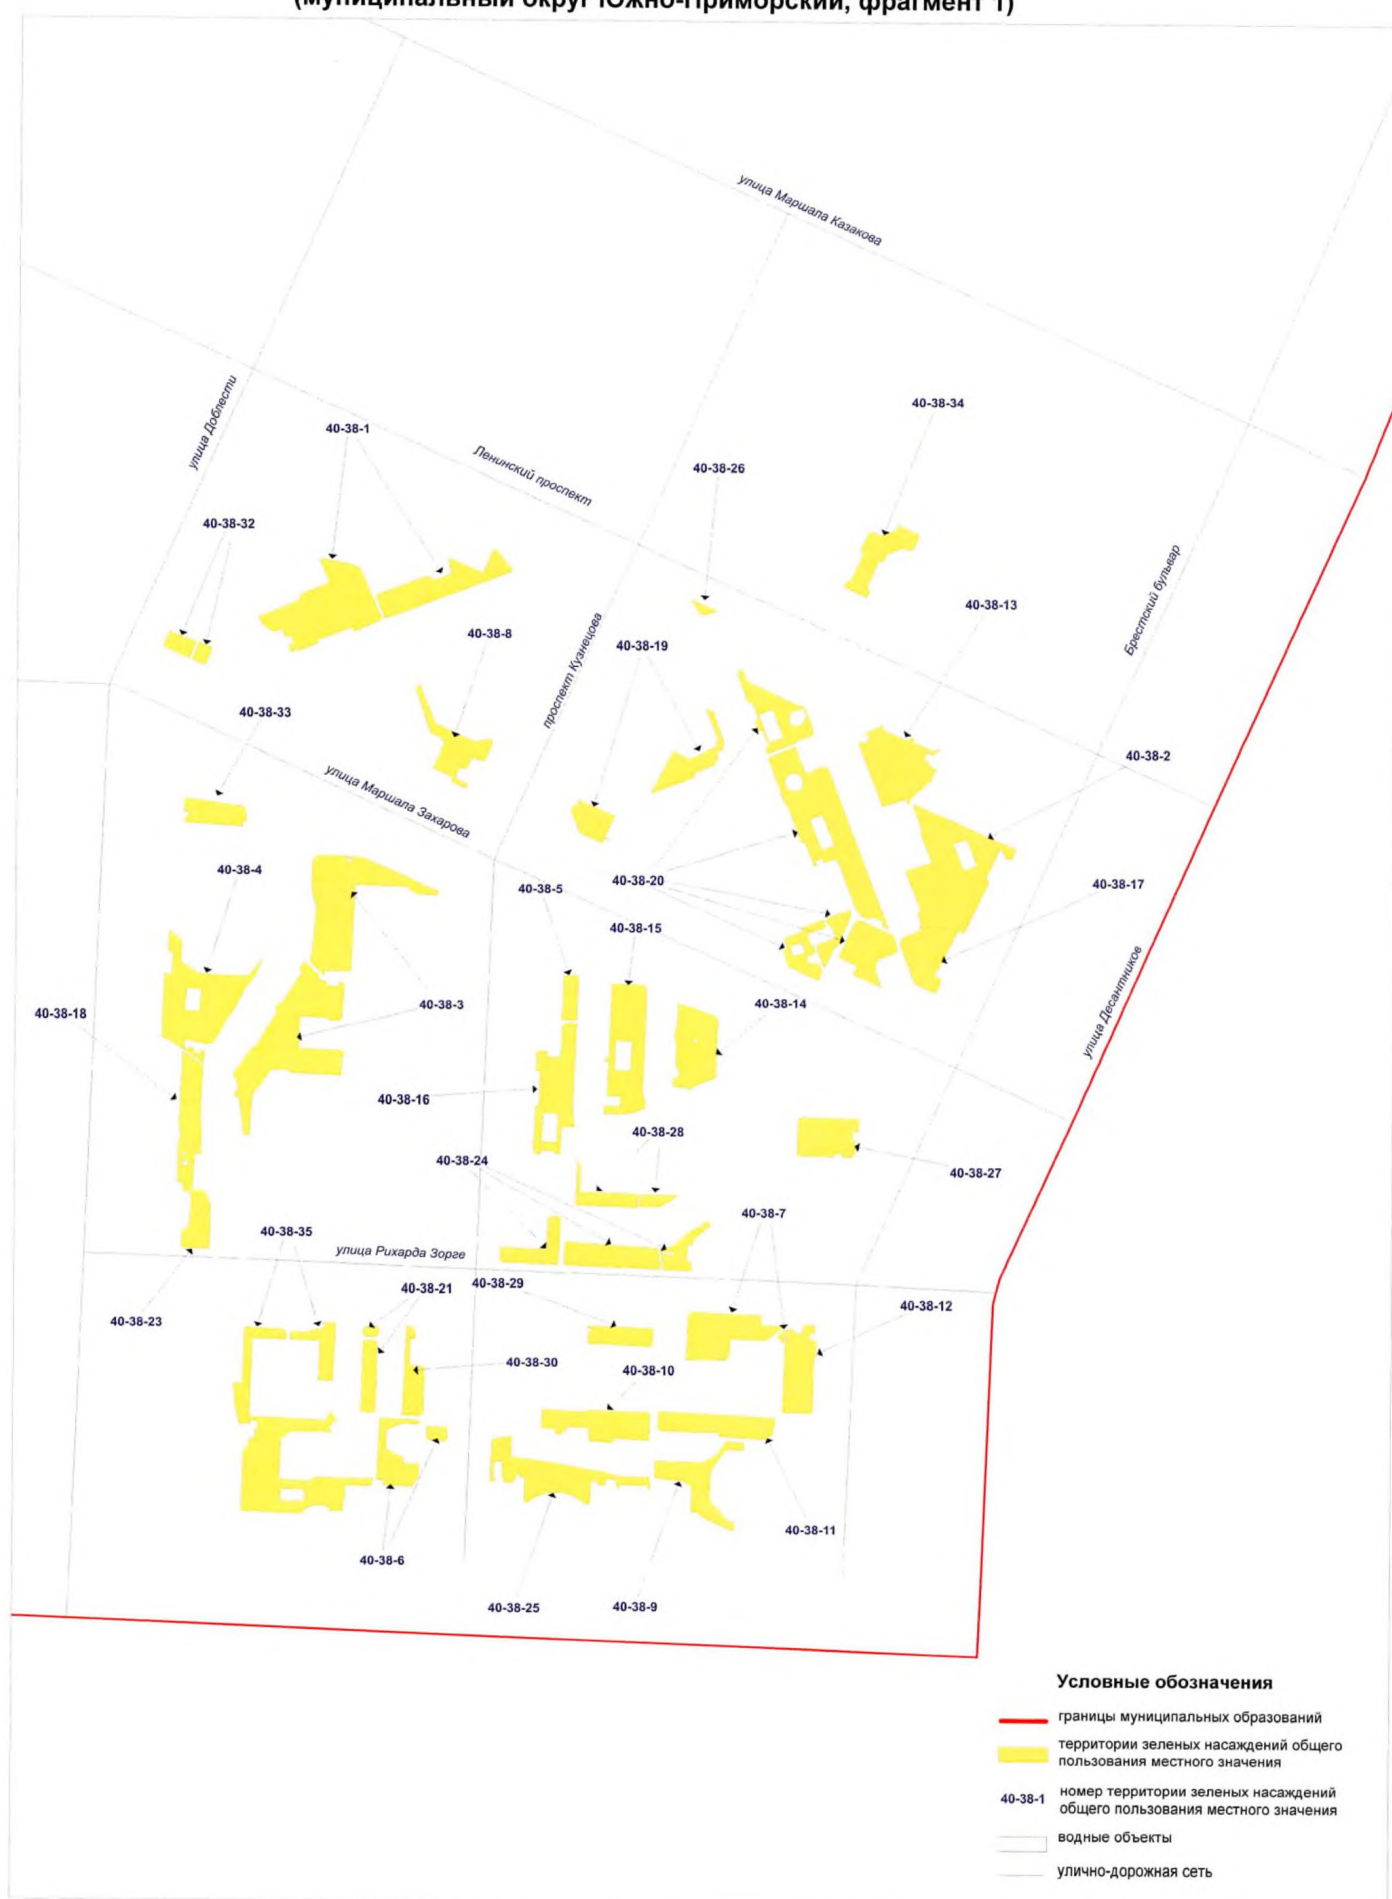 (муниципальный округ Южно-Приморский, фрагмент 1)
улица Маршала Казакова
улица Доблести
40-38-34
40-38-1
Ленинский проспект
40-38-26
40-38-32
Брестский бульвар
40-38-13
40-38-8
проспект Кузнецова
40-38-19
40-38-33
40-38-2
улица Маршала Захарова
40-38-4
40-38-5
40-38-20
40-38-17
40-38-15
40-38-3
40-38-14
улица Десантников
40-38-18
40-38-16
40-38-28
40-38-24
40-38-27
40-38-7
40-38-35
улица Рихарда Зорге
40-38-29
40-38-21
40-38-12
40-38-23
40-38-30
40-38-10
40-38-11
40-38-6
40-38-25
40-38-9
Условные обозначения
границы муниципальных образований
территории зеленых насаждений общего
пользования местного значения
40-38-1
номер территории зеленых насаждений
общего пользования местного значения
водные объекты
улично-дорожная сеть